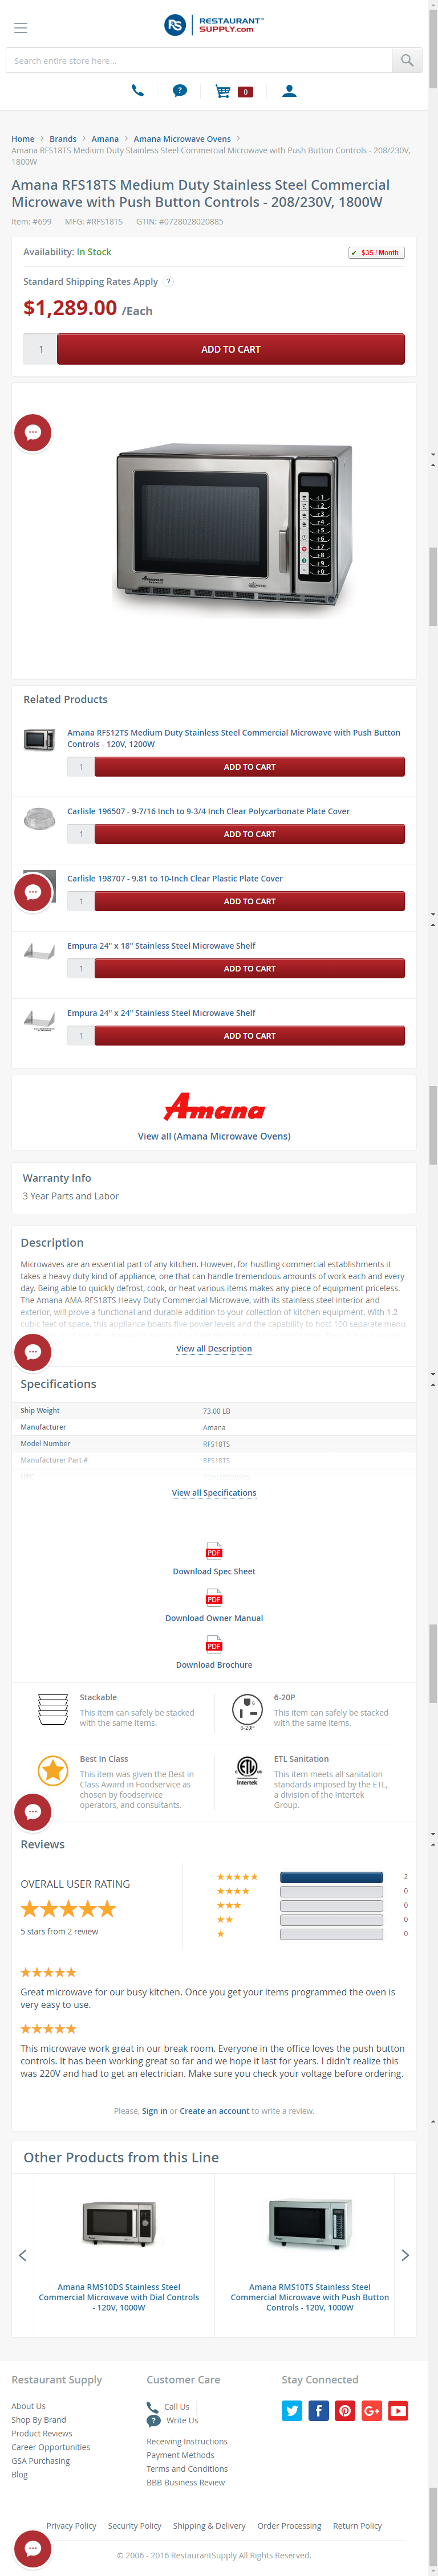 RS RESTAURANT SUPPLY.com
Search entire store here...
0
Home > Brands > Amana > Amana Microwave Ovens >
Amana RFS18TS Medium Duty Stainless Steel Commercial Microwave with Push Button Controls - 208/230V,
1800W
Amana RFS18TS Medium Duty Stainless Steel Commercial
Microwave with Push Button Controls - 208/230V, 1800W
Item: #699 MFG: #RFS18TS GTIN: #0728028020885
Availability: In Stock
✔ $35 / Month
Standard Shipping Rates Apply ?
$1,289.00 /Each
1 ADD TO CART
Related Products
Amana RFS12TS Medium Duty Stainless Steel Commercial Microwave with Push Button
Controls - 120V, 1200W
1 ADD TO CART
Carlisle 196507 - 9-7/16 Inch to 9-3/4 Inch Clear Polycarbonate Plate Cover
1 ADD TO CART
Carlisle 198707 - 9.81 to 10-Inch Clear Plastic Plate Cover
1 ADD TO CART
Empura 24" x 18" Stainless Steel Microwave Shelf
1 ADD TO CART
Empura 24" x 24" Stainless Steel Microwave Shelf
1 ADD TO CART
Amana
View all (Amana Microwave Ovens)
Warranty Info
3 Year Parts and Labor
Description
Microwaves are an essential part of any kitchen. However, for hustling commercial establishments it
takes a heavy duty kind of appliance, one that can handle tremendous amounts of work each and every
day. Being able to quickly defrost, cook, or heat various items makes any piece of equipment priceless.
The Amana AMA-RFS18TS Heavy Duty Commercial Microwave, with its stainless steel interior and
exterior, will prove a functional and durable addition to your collection of kitchen equipment. With 1.2
cubic feet of space, this appliance boasts five power levels and the capability to host 100 separate menu
View all Description
Specifications
Ship Weight 73.00 LB
Manufacturer Amana
Model Number RFS18TS
Manufacturer Part # RFS18TS
View all Specifications
PDF
Download Spec Sheet
PDF
Download Owner Manual
PDF
Download Brochure
Stackable
This item can safely be stacked
with the same items.
6-20P
6-20P
This item can safely be stacked
with the same items.
Best In Class
This item was given the Best in
Class Award in Foodservice as
chosen by foodservice
operators, and consultants.
ETL
Intertek
ETL Sanitation
This item meets all sanitation
standards imposed by the ETL,
a division of the Intertek
Group.
Reviews
OVERALL USER RATING
5 stars from 2 review
2
0
0
0
0
Great microwave for our busy kitchen. Once you get your items programmed the oven is
very easy to use.
This microwave work great in our break room. Everyone in the office loves the push button
controls. It has been working great so far and we hope it last for years. I didn't realize this
was 220V and had to get an electrician. Make sure you check your voltage before ordering.
Please, Sign in or Create an account to write a review.
Other Products from this Line
Amana RMS10DS Stainless Steel
Commercial Microwave with Dial Controls
- 120V, 1000W
Amana RMS10TS Stainless Steel
Commercial Microwave with Push Button
Controls - 120V, 1000W
Restaurant Supply
About Us
Shop By Brand
Product Reviews
Career Opportunities
GSA Purchasing
Blog
Customer Care
Call Us
Write Us
Receiving Instructions
Payment Methods
Terms and Conditions
BBB Business Review
Stay Connected
Privacy Policy Security Policy Shipping & Delivery Order Processing Return Policy
© 2006 - 2016 RestaurantSupply All Rights Reserved.